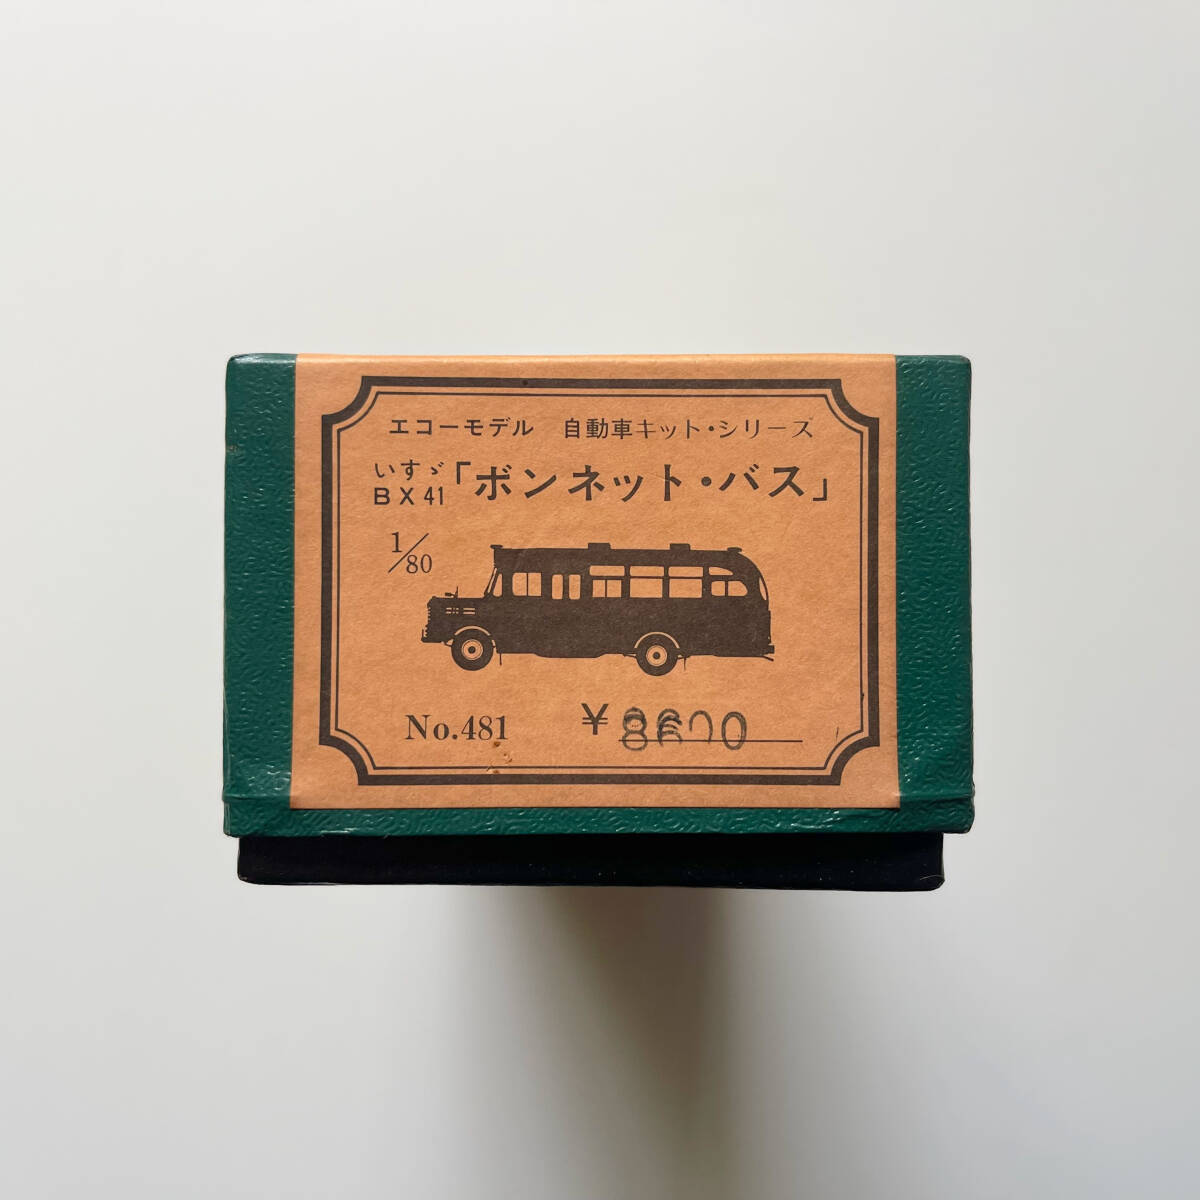 エコーモデル 自動車キット・シリーズ
いすゞ
BX41「ボンネット・バス」
1/80
No.481 ¥8600